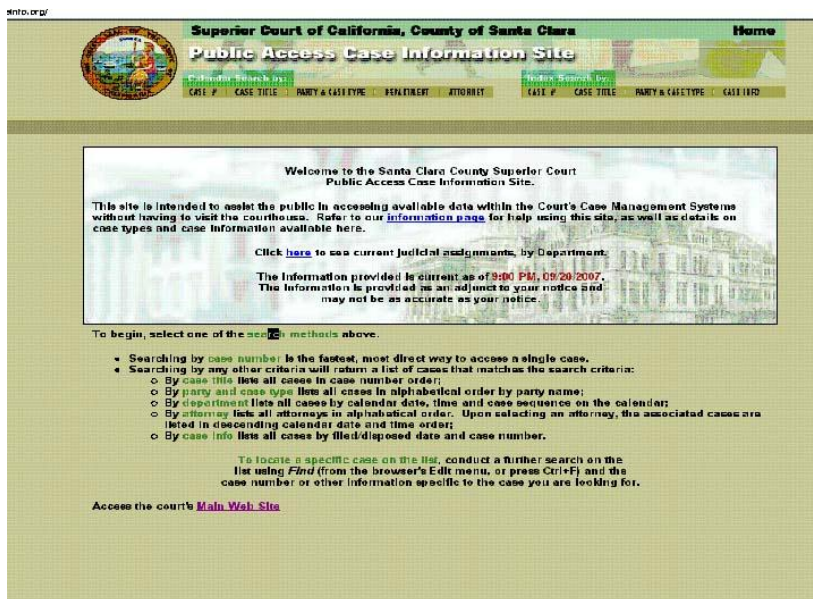 sinfo.org/
Superior Court of California, County of Santa Clara Home
Public Access Case Information Site
Calendar Search by: Index Search by:
CASE # CASE TITLE PARTY & CASE TYPE DEPARTMENT ATTORNEY CASE # CASE TITLE PARTY & CASE TYPE CASE INFO
Welcome to the Santa Clara County Superior Court
Public Access Case Information Site.
This site is intended to assist the public in accessing available data within the Court's Case Management Systems
without having to visit the courthouse. Refer to our information page for help using this site, as well as details on
case types and case information available here.
Click here to see current judicial assignments, by Department.
The Information provided is current as of 9:00 PM, 09/20/2007.
The Information is provided as an adjunct to your notice and
may not be as accurate as your notice.
To begin, select one of the search methods above.
• Searching by case number is the fastest, most direct way to access a single case.
• Searching by any other criteria will return a list of cases that matches the search criteria:
o By case title lists all cases in case number order;
o By party and case type lists all cases in alphabetical order by party name;
o By department lists all cases by calendar date, time and case sequence on the calendar;
o By attorney lists all attorneys in alphabetical order. Upon selecting an attorney, the associated cases are
listed in descending calendar date and time order;
o By case info lists all cases by filed/disposed date and case number.
To locate a specific case on the list, conduct a further search on the
list using Find (from the browser's Edit menu, or press Ctrl+F) and the
case number or other information specific to the case you are looking for.
Access the court's Main Web Site